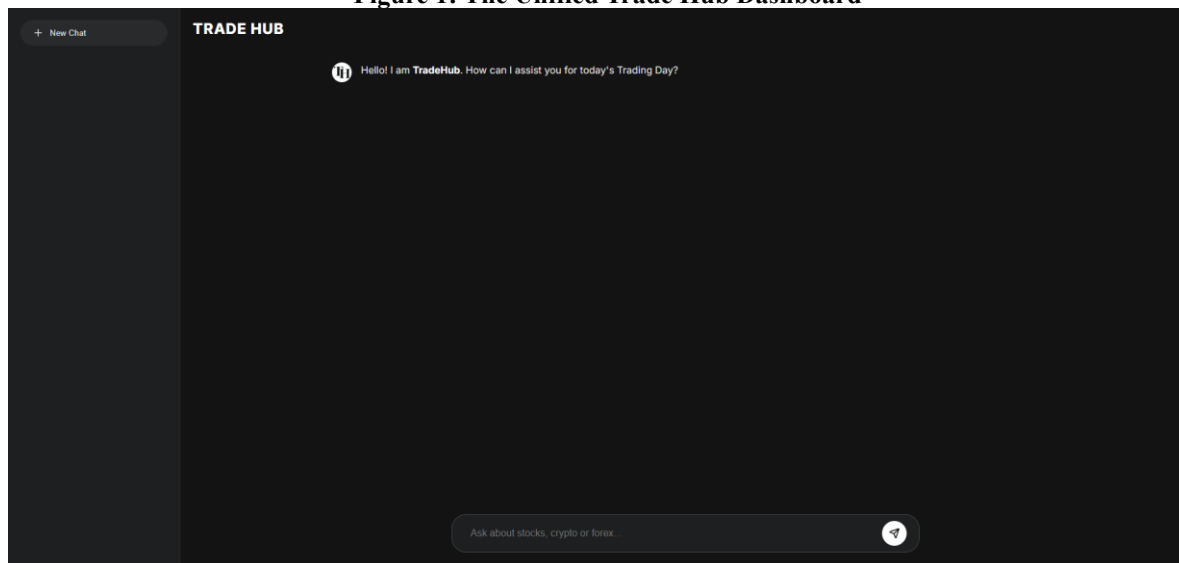 Figure 1: The Unified Trade Hub Dashboard
+ New Chat
TRADE HUB
TH
Hello! I am TradeHub. How can I assist you for today's Trading Day?
Ask about stocks, crypto or forex...